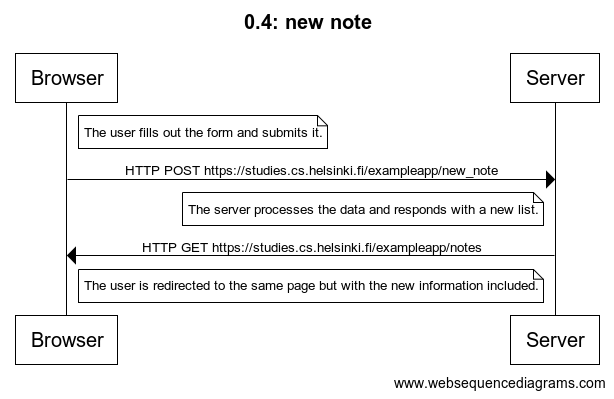 0.4: new note
Browser Server
The user fills out the form and submits it.
HTTP POST https://studies.cs.helsinki.fi/exampleapp/new_note
The server processes the data and responds with a new list.
HTTP GET https://studies.cs.helsinki.fi/exampleapp/notes
The user is redirected to the same page but with the new information included.
Browser Server
www.websequencediagrams.com